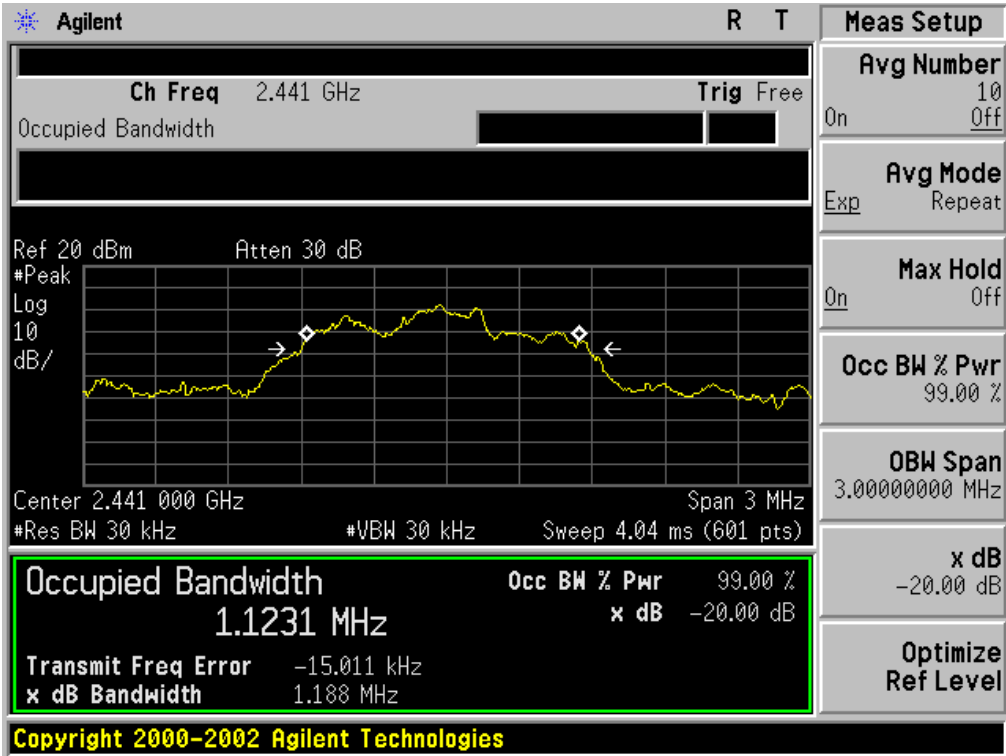 Agilent R T
Ch Freq 2.441 GHz Trig Free
Occupied Bandwidth
Ref 20 dBm Atten 30 dB
#Peak
Log
10
dB/
Center 2.441 000 GHz Span 3 MHz
#Res BW 30 kHz #VBW 30 kHz Sweep 4.04 ms (601 pts)
Occupied Bandwidth Occ BW % Pwr 99.00 %
1.1231 MHz x dB -20.00 dB
Transmit Freq Error -15.011 kHz
x dB Bandwidth 1.188 MHz
Copyright 2000-2002 Agilent Technologies
Meas Setup
Avg Number
10
On Off
Avg Mode
Exp Repeat
Max Hold
On Off
Occ BW % Pwr
99.00 %
OBW Span
3.00000000 MHz
x dB
-20.00 dB
Optimize
Ref Level